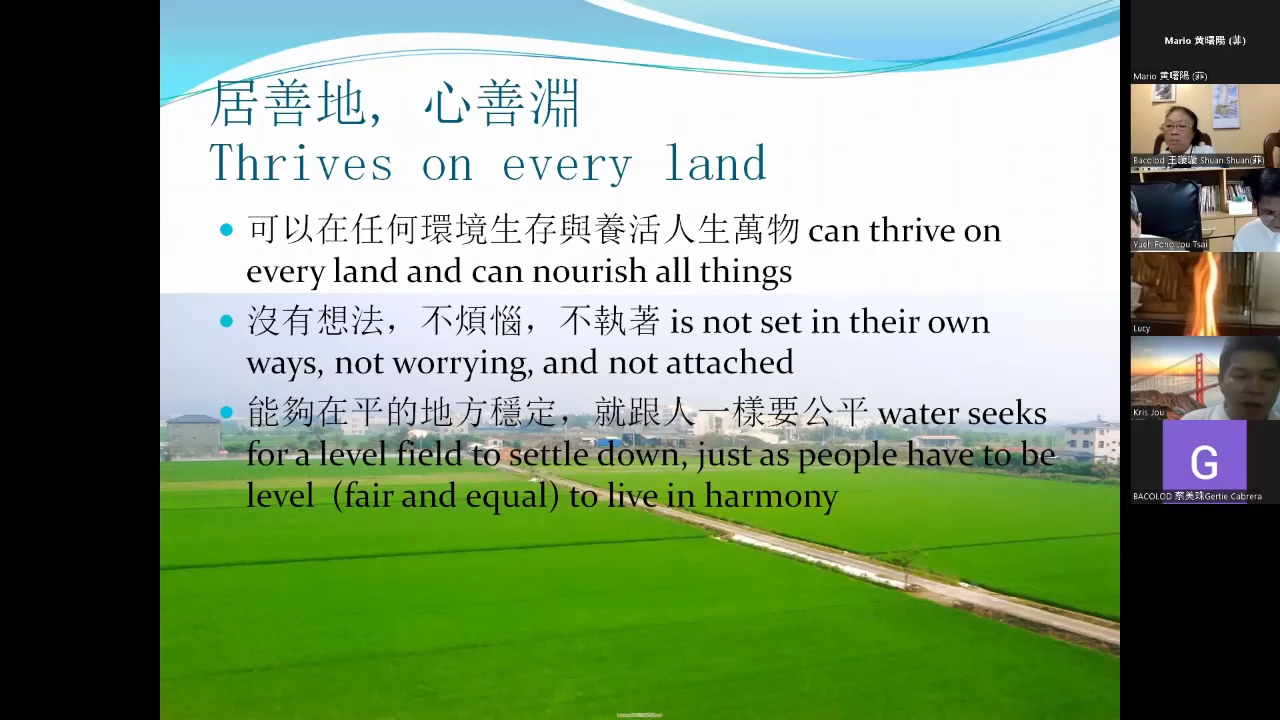 居善地, 心善淵
Thrives on every land
可以在任何環境生存與養活人生萬物 can thrive on
every land and can nourish all things
沒有想法，不煩惱，不執著 is not set in their own
ways, not worrying, and not attached
能夠在平的地方穩定，就跟人一樣要公平 water seeks
for a level field to settle down, just as people have to be
level (fair and equal) to live in harmony
Mario 黄曙陽 (菲)
Mario 黄曙陽 (菲)
Bacolod 王璇璇 Shuan Shuan(菲)
Yueh Feng Jou Tsai
Lucy
Kris Jou
G
BACOLOD 蔡美珠Gertie Cabrera